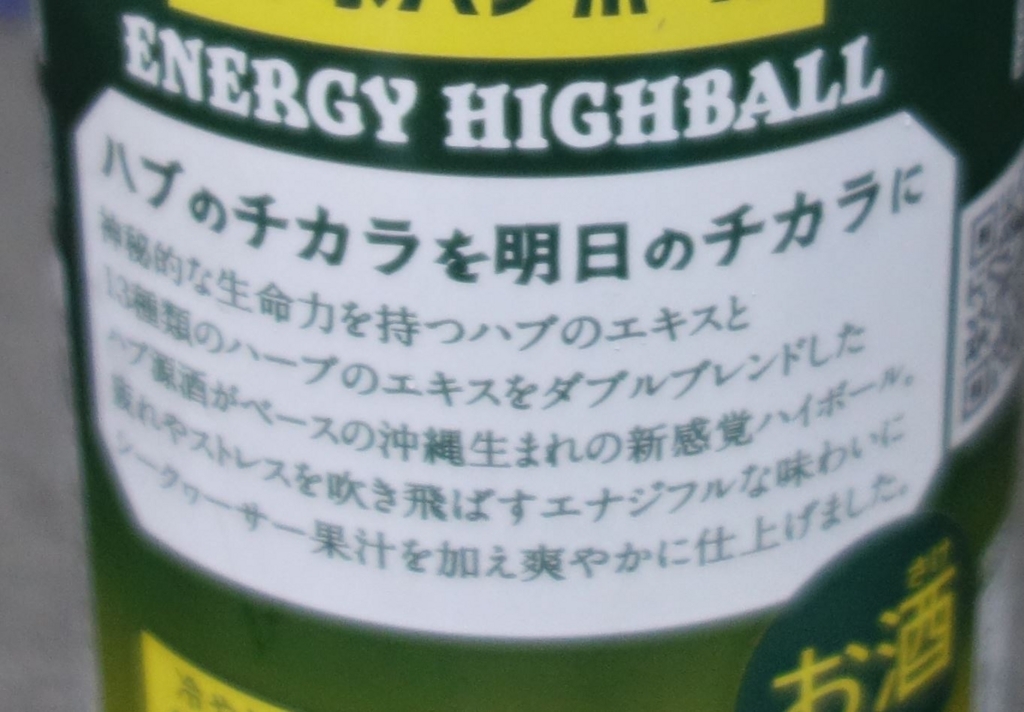 ENERGY HIGHBALL
ハブのチカラを明日のチカラに
神秘的な生命力を持つハブのエキスと
13種類のハーブのエキスをダブルブレンドした
ハブ源酒がベースの沖縄生まれの新感覚ハイボール。
疲れやストレスを吹き飛ばすエナジフルな味わいに
シークヮーサー果汁を加え爽やかに仕上げました。
お酒